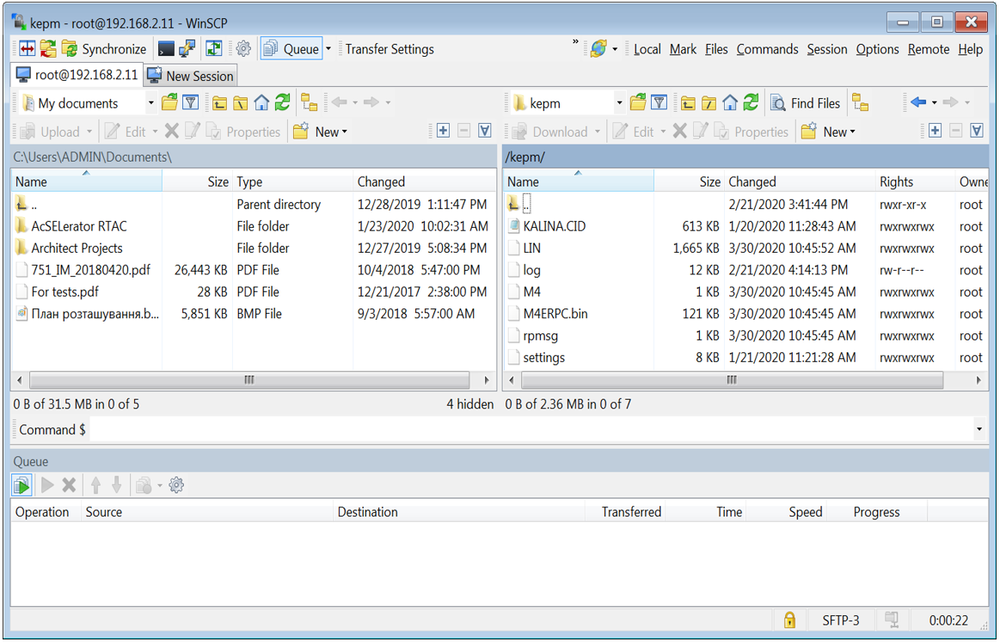 kepm - root@192.168.2.11 - WinSCP
Synchronize Queue Transfer Settings » Local Mark Files Commands Session Options Remote Help
root@192.168.2.11 New Session
My documents kepm Find Files
Upload Edit Properties New Download Edit Properties New
C:\Users\ADMIN\Documents\ /kepm/
Name Size Type Changed Name Size Changed Rights Owne
.. Parent directory 12/28/2019 1:11:47 PM .. 2/21/2020 3:41:44 PM rwxr-xr-x root
AcSELerator RTAC File folder 1/23/2020 10:02:31 AM KALINA.CID 613 KB 1/20/2020 11:28:43 AM rwxrwxrwx root
Architect Projects File folder 12/27/2019 5:08:34 PM LIN 1,665 KB 3/30/2020 10:45:52 AM rwxrwxrwx root
751_IM_20180420.pdf 26,443 KB PDF File 10/4/2018 5:47:00 PM log 12 KB 2/21/2020 4:14:13 PM rw-r--r-- root
For tests.pdf 28 KB PDF File 12/21/2017 2:38:00 PM M4 1 KB 3/30/2020 10:45:45 AM rwxrwxrwx root
План розташування.b... 5,851 KB BMP File 9/3/2018 5:57:00 AM M4ERPC.bin 121 KB 3/30/2020 10:45:45 AM rwxrwxrwx root
rpmsg 1 KB 3/30/2020 10:45:45 AM rwxrwxrwx root
settings 8 KB 1/21/2020 11:21:28 AM rwxrwxrwx root
0 B of 31.5 MB in 0 of 5 4 hidden 0 B of 2.36 MB in 0 of 7
Command $
Queue
Operation Source Destination Transferred Time Speed Progress
SFTP-3 0:00:22